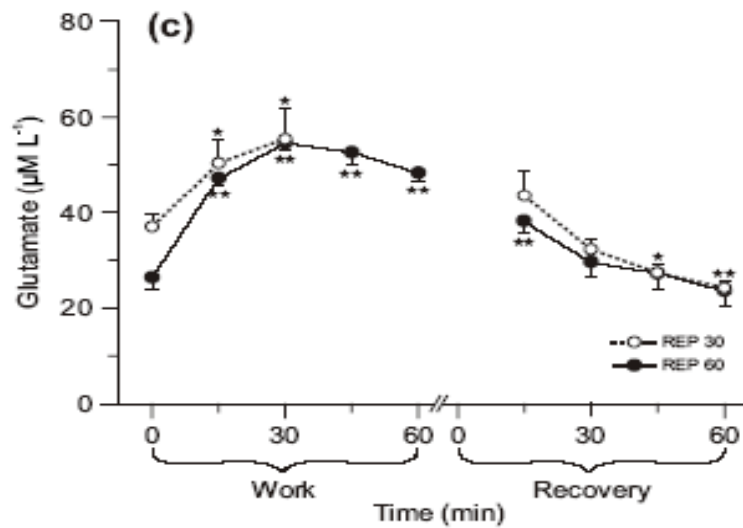 (c)
80
60
40
20
0
Glutamate (µM L⁻¹)
* * * **
** ** ** ** **
REP 30
REP 60
0 30 60 // 0 30 60
Work Recovery
Time (min)